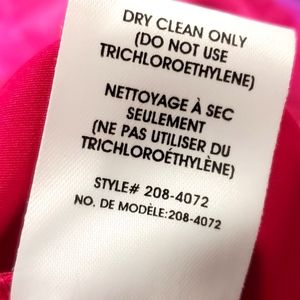 DRY CLEAN ONLY
(DO NOT USE
TRICHLOROETHYLENE)
NETTOYAGE À SEC
SEULEMENT
(NE PAS UTILISER DU
TRICHLOROÉTHYLÈNE)
STYLE# 208-4072
NO. DE MODÈLE:208-4072